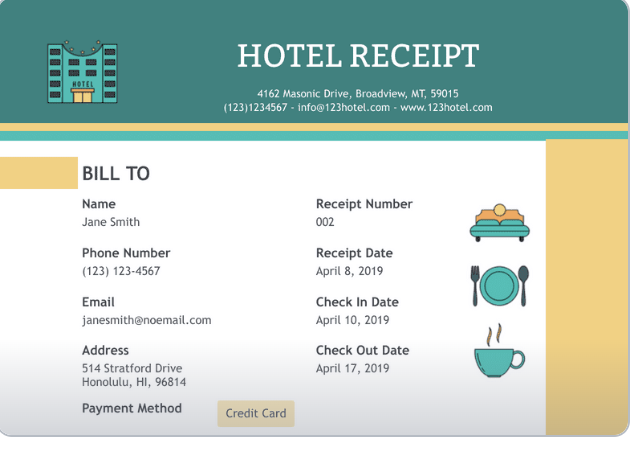 HOTEL RECEIPT
HOTEL
4162 Masonic Drive, Broadview, MT, 59015
(123)1234567 - info@123hotel.com - www.123hotel.com
BILL TO
Name
Jane Smith
Receipt Number
002
Phone Number
(123) 123-4567
Receipt Date
April 8, 2019
Email
janesmith@noemail.com
Check In Date
April 10, 2019
Address
514 Stratford Drive
Honolulu, HI, 96814
Check Out Date
April 17, 2019
Payment Method
Credit Card